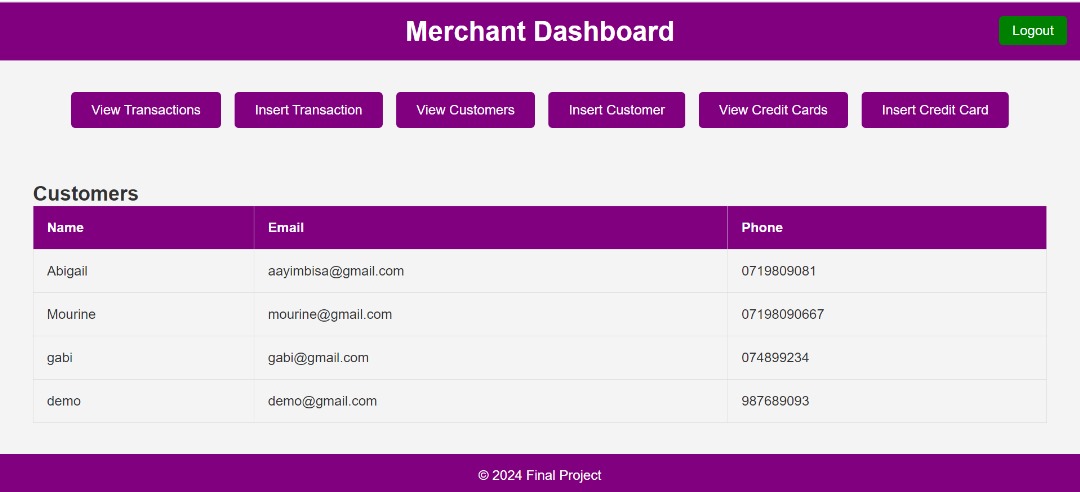 Merchant Dashboard
Logout
View Transactions Insert Transaction View Customers Insert Customer View Credit Cards Insert Credit Card
Customers
Name Email Phone
Abigail aayimbisa@gmail.com 0719809081
Mourine mourine@gmail.com 07198090667
gabi gabi@gmail.com 074899234
demo demo@gmail.com 987689093
© 2024 Final Project